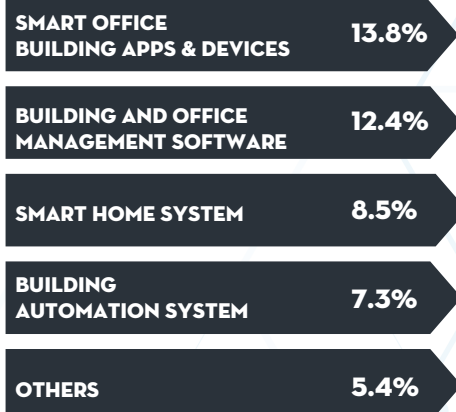 SMART OFFICE
BUILDING APPS & DEVICES 13.8%
BUILDING AND OFFICE
MANAGEMENT SOFTWARE 12.4%
SMART HOME SYSTEM 8.5%
BUILDING
AUTOMATION SYSTEM 7.3%
OTHERS 5.4%